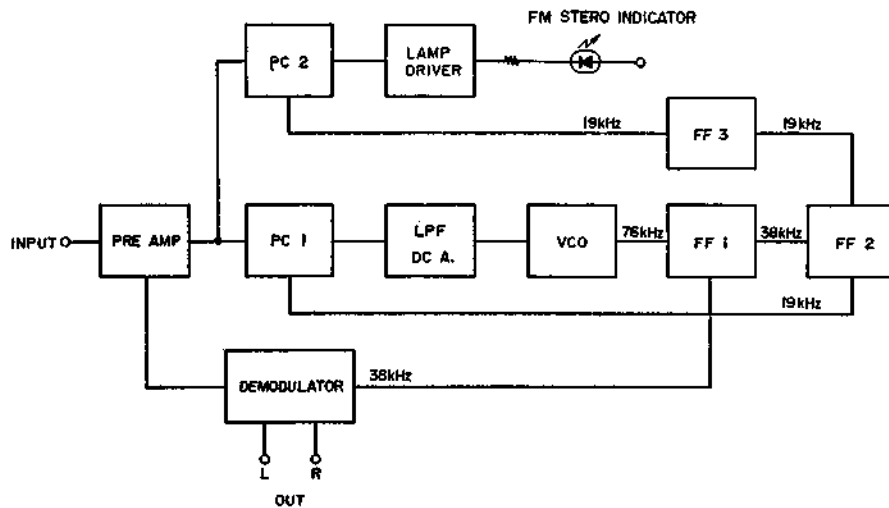 FM STERO INDICATOR
PC 2
LAMP
DRIVER
19kHz
FF 3
19kHz
INPUT
PRE AMP
PC 1
LPF
DC A.
VCO
76kHz
FF 1
38kHz
FF 2
19kHz
DEMODULATOR
38kHz
L
R
OUT